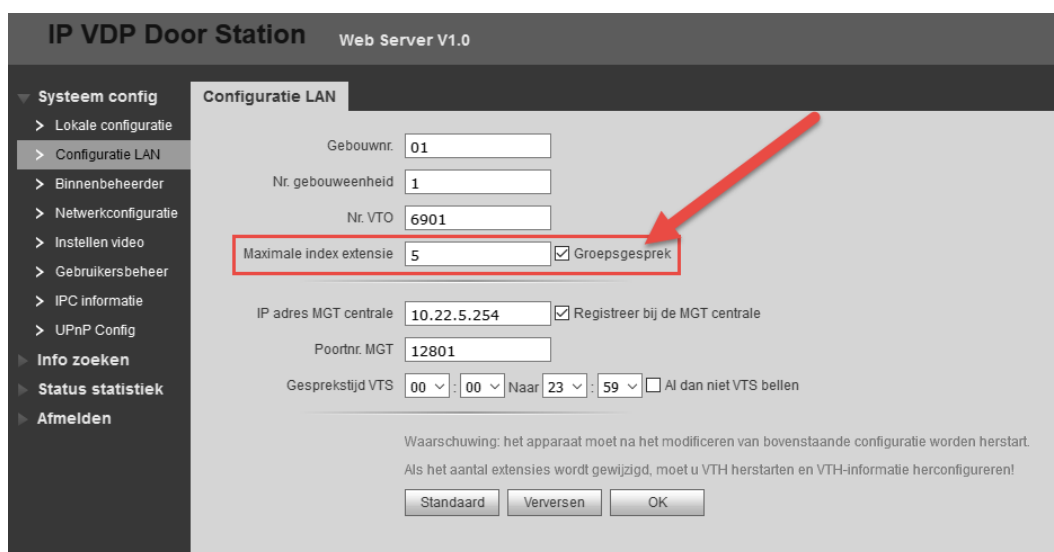 IP VDP Door Station Web Server V1.0
Systeem config
Lokale configuratie
Configuratie LAN
Binnenbeheerder
Netwerkconfiguratie
Instellen video
Gebruikersbeheer
IPC informatie
UPnP Config
Info zoeken
Status statistiek
Afmelden
Configuratie LAN
Gebouwnr. 01
Nr. gebouweenheid 1
Nr. VTO 6901
Maximale index extensie 5 Groepsgesprek
IP adres MGT centrale 10.22.5.254 Registreer bij de MGT centrale
Poortnr. MGT 12801
Gesprekstijd VTS 00 : 00 Naar 23 : 59 Al dan niet VTS bellen
Waarschuwing: het apparaat moet na het modificeren van bovenstaande configuratie worden herstart.
Als het aantal extensies wordt gewijzigd, moet u VTH herstarten en VTH-informatie herconfigureren!
Standaard Verversen OK